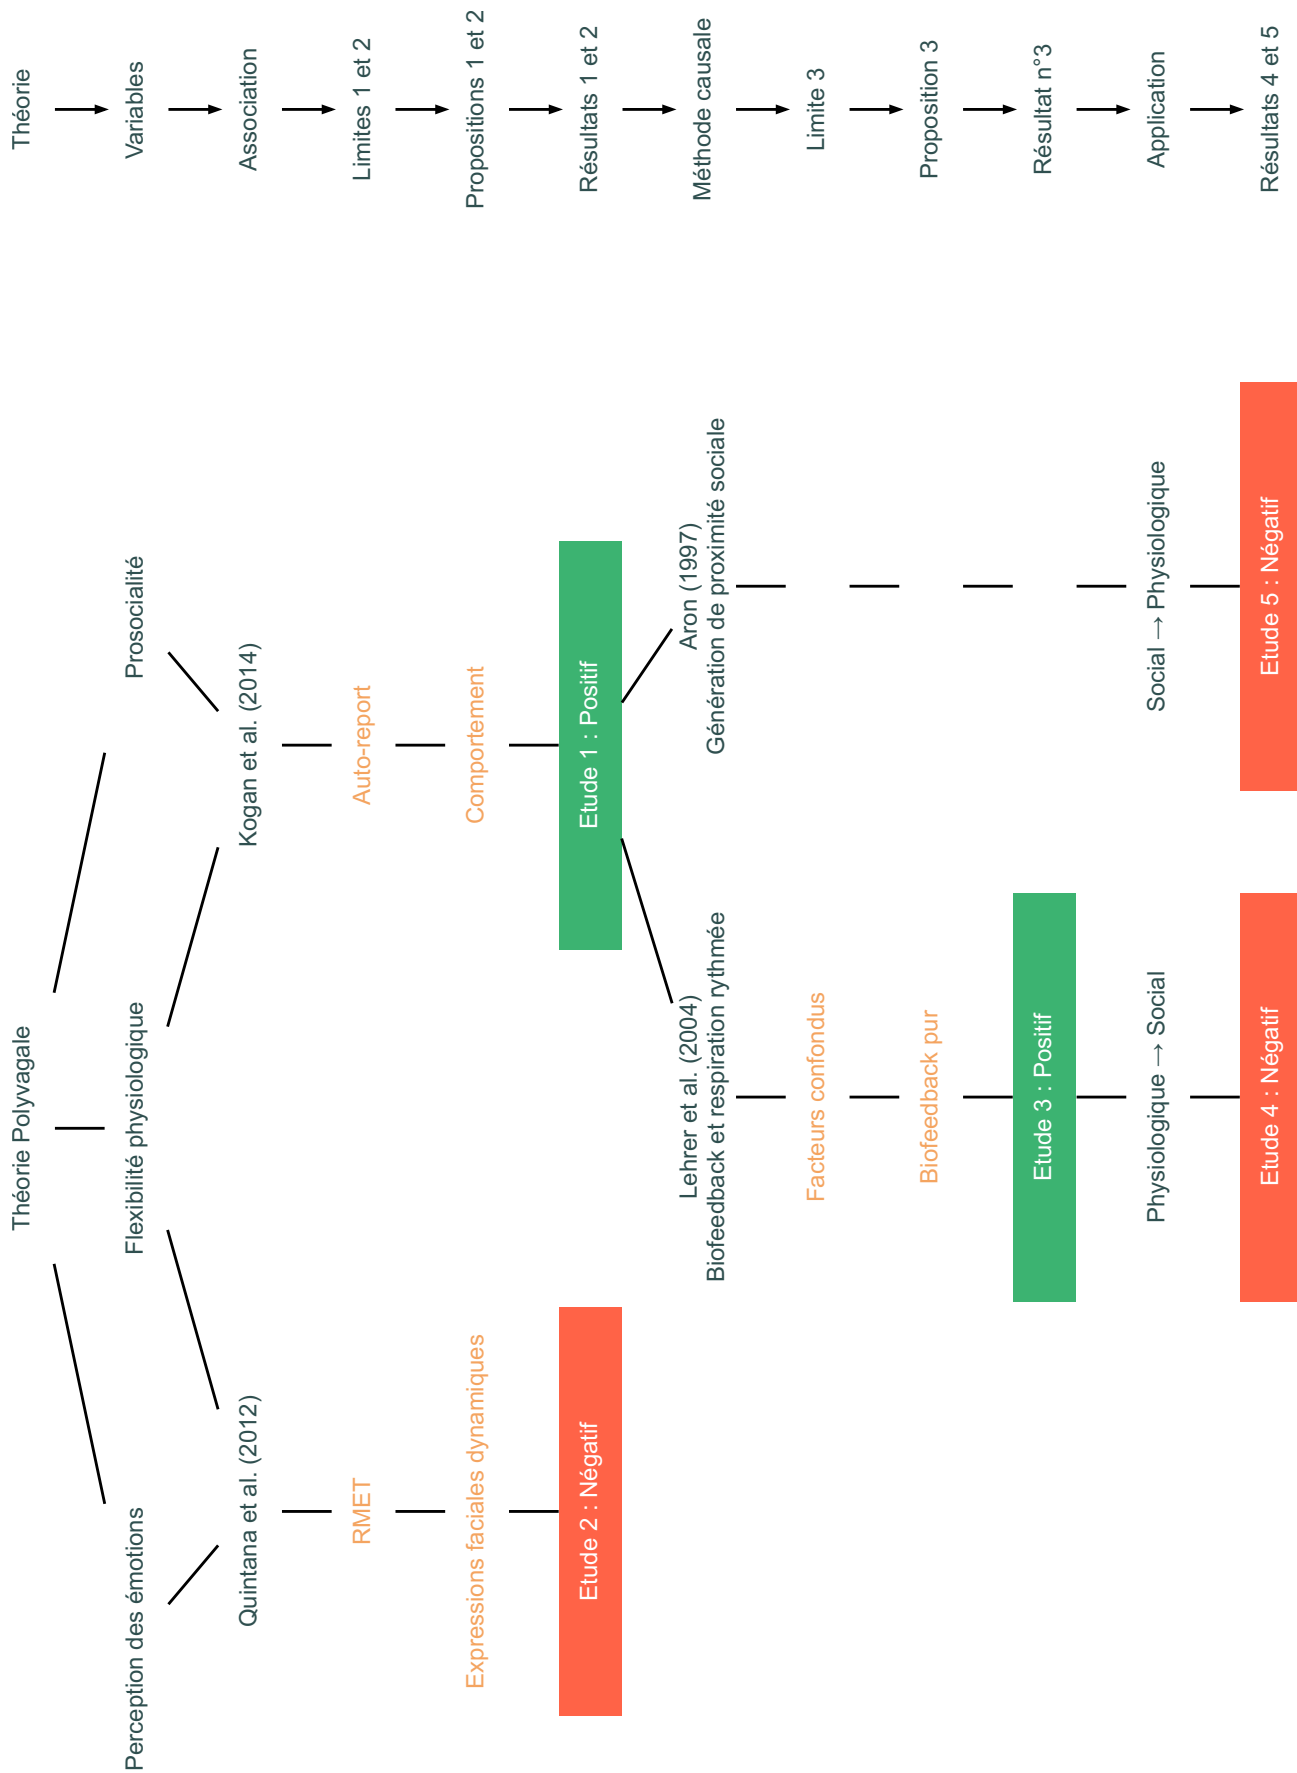 Théorie
Variables
Association
Limites 1 et 2
Propositions 1 et 2
Résultats 1 et 2
Méthode causale
Limite 3
Proposition 3
Résultat n°3
Application
Résultats 4 et 5
Théorie Polyvagale
Perception des émotions
Flexibilité physiologique
Prosocialité
Quintana et al. (2012)
Kogan et al. (2014)
RMET
Auto-report
Expressions faciales dynamiques
Comportement
Etude 2 : Négatif
Etude 1 : Positif
Lehrer et al. (2004)
Biofeedback et respiration rythmée
Aron (1997)
Génération de proximité sociale
Facteurs confondus
Biofeedback pur
Etude 3 : Positif
Physiologique → Social
Social → Physiologique
Etude 4 : Négatif
Etude 5 : Négatif